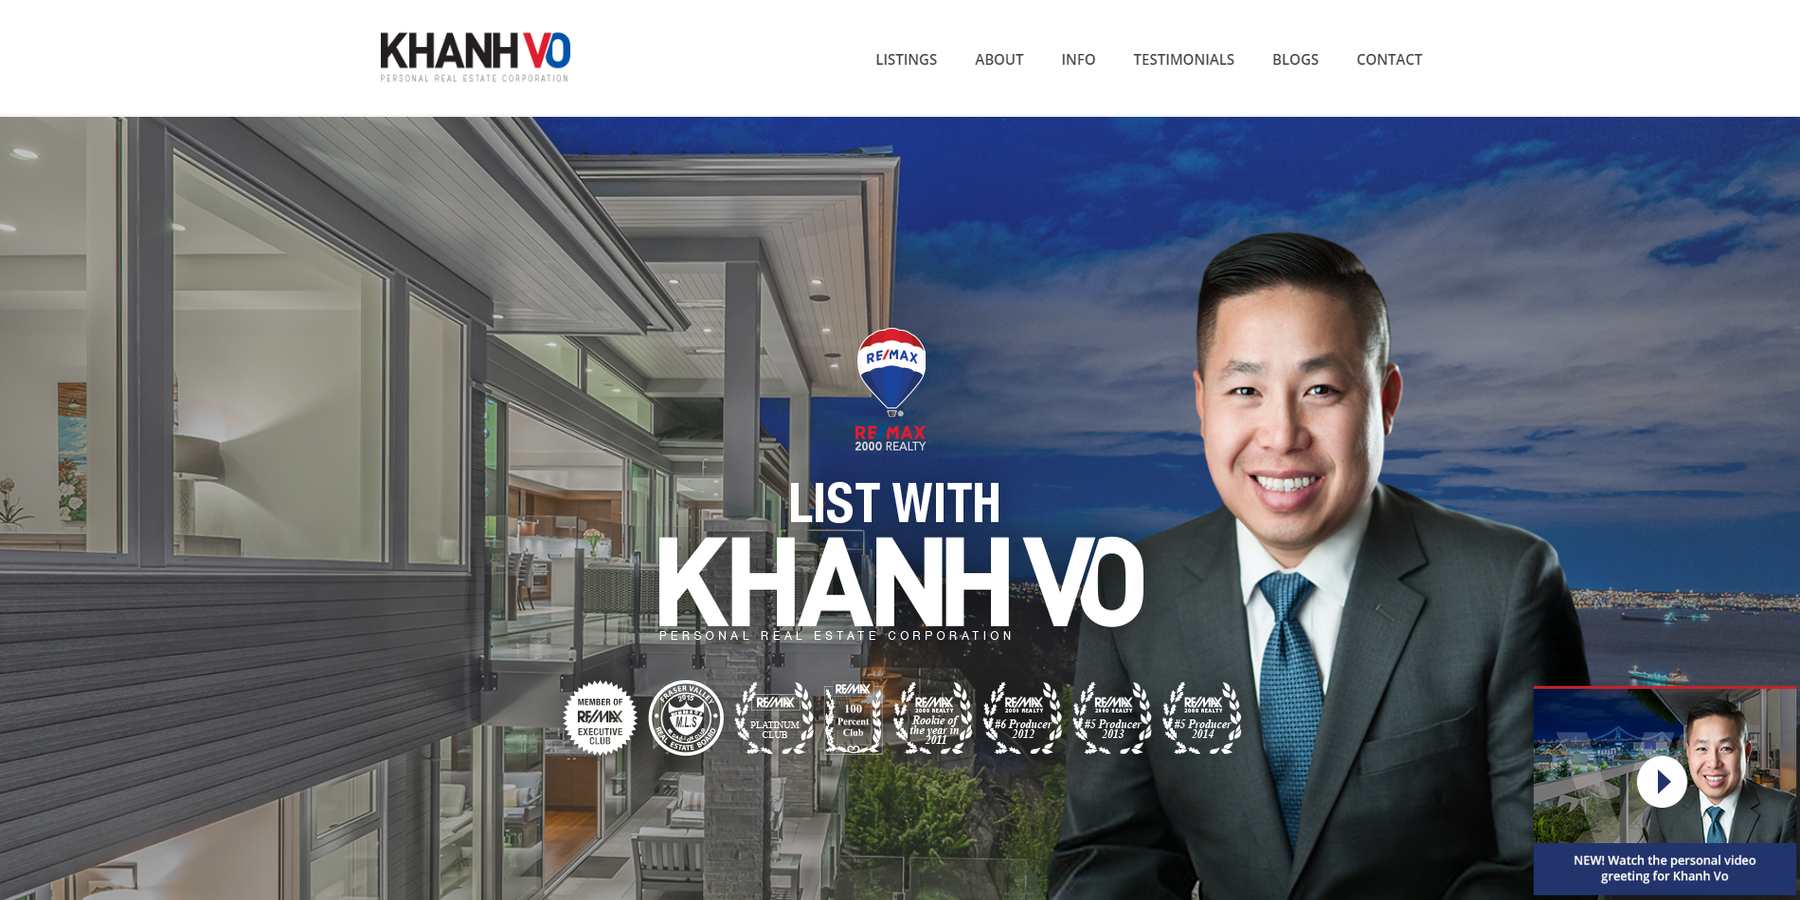 KHANH VO
PERSONAL REAL ESTATE CORPORATION
LISTINGS
ABOUT
INFO
TESTIMONIALS
BLOGS
CONTACT
RE/MAX
RE MAX
2000 REALTY
LIST WITH
KHANH VO
PERSONAL REAL ESTATE CORPORATION
MEMBER OF
RE/MAX
EXECUTIVE
CLUB
FRASER VALLEY
2015
M.L.S
REAL ESTATE BOARD
RE/MAX
PLATINUM
CLUB
RE/MAX
100
Percent
Club
RE/MAX
2000 REALTY
Rookie of
the year in
2011
RE/MAX
2000 REALTY
#6 Producer
2012
RE/MAX
2000 REALTY
#5 Producer
2013
RE/MAX
2000 REALTY
#5 Producer
2014
NEW! Watch the personal video
greeting for Khanh Vo